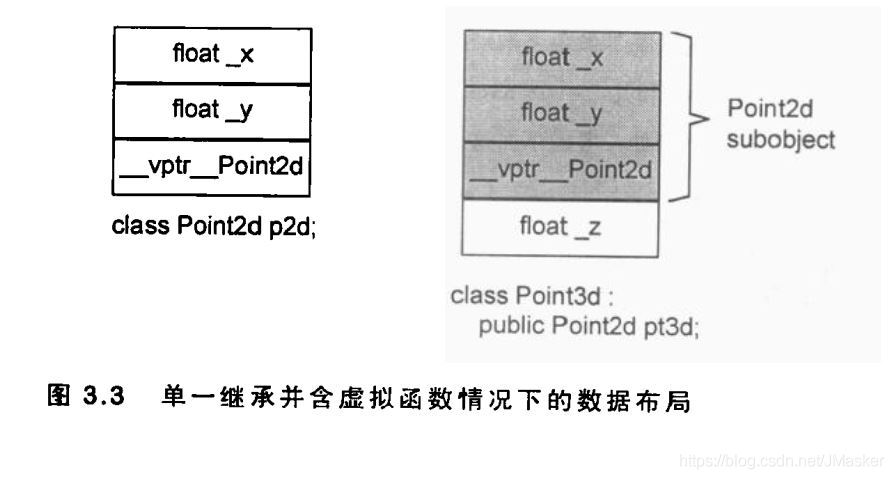 float _x
float _y
__vptr__Point2d
class Point2d p2d;
float _x
float _y
__vptr__Point2d
float _z
Point2d
subobject
class Point3d :
public Point2d pt3d;
图 3.3 单一继承并含虚拟函数情况下的数据布局
https://blog.csdn.net/JMasker